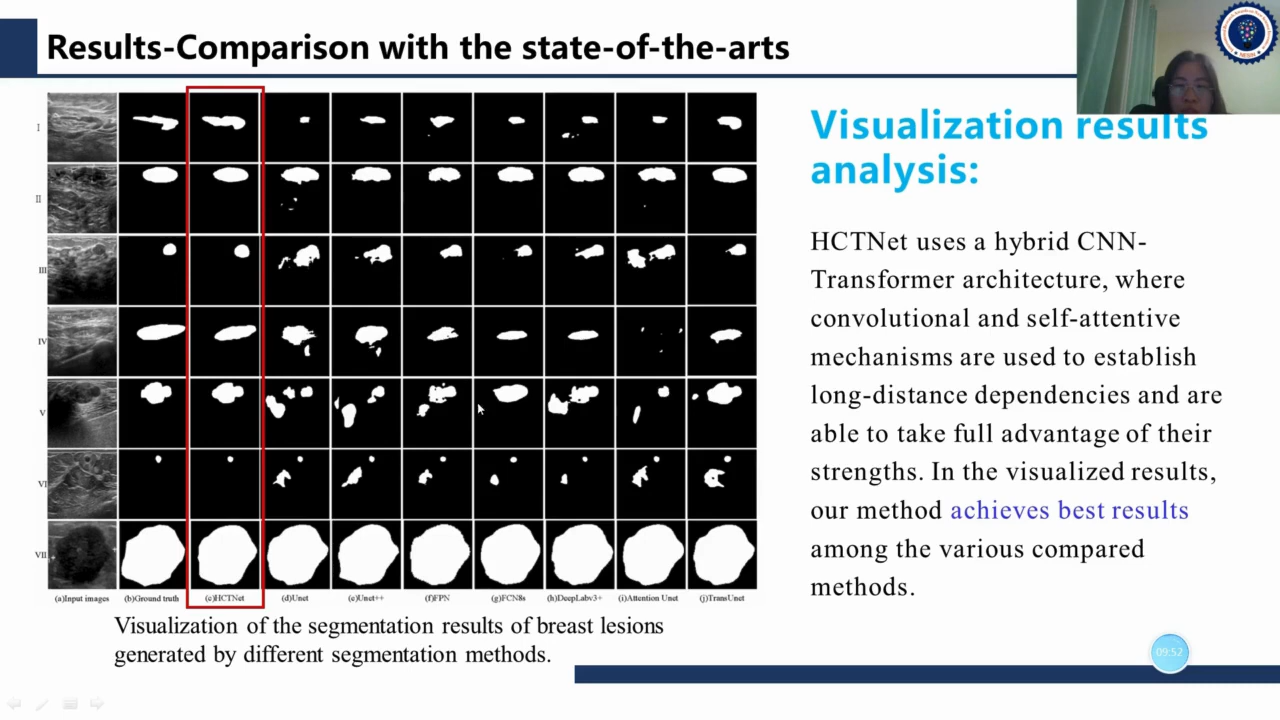 Results-Comparison with the state-of-the-arts
I
II
III
IV
V
VI
VII
(a)Input images (b)Ground truth (c)HCTNet (d)Unet (e)Unet++ (f)FPN (g)FCN8s (h)DeepLabv3+ (i)Attention Unet (j)TransUnet
Visualization of the segmentation results of breast lesions
generated by different segmentation methods.
Visualization results
analysis:
HCTNet uses a hybrid CNN-
Transformer architecture, where
convolutional and self-attentive
mechanisms are used to establish
long-distance dependencies and are
able to take full advantage of their
strengths. In the visualized results,
our method achieves best results
among the various compared
methods.
09:52